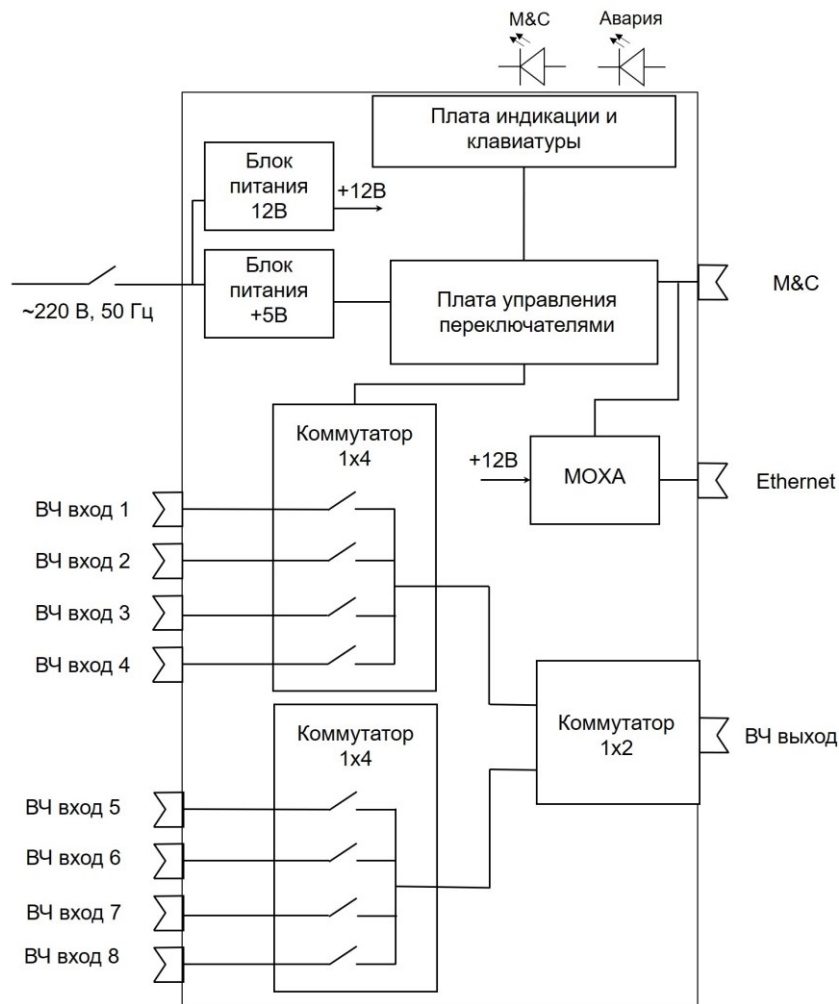 M&C
Авария
Плата индикации и
клавиатуры
Блок
питания
12В
+12В
Блок
питания
+5В
~220 В, 50 Гц
Плата управления
переключателями
M&C
Коммутатор
1х4
+12В
MOXA
Ethernet
ВЧ вход 1
ВЧ вход 2
ВЧ вход 3
ВЧ вход 4
Коммутатор
1х2
ВЧ выход
Коммутатор
1х4
ВЧ вход 5
ВЧ вход 6
ВЧ вход 7
ВЧ вход 8